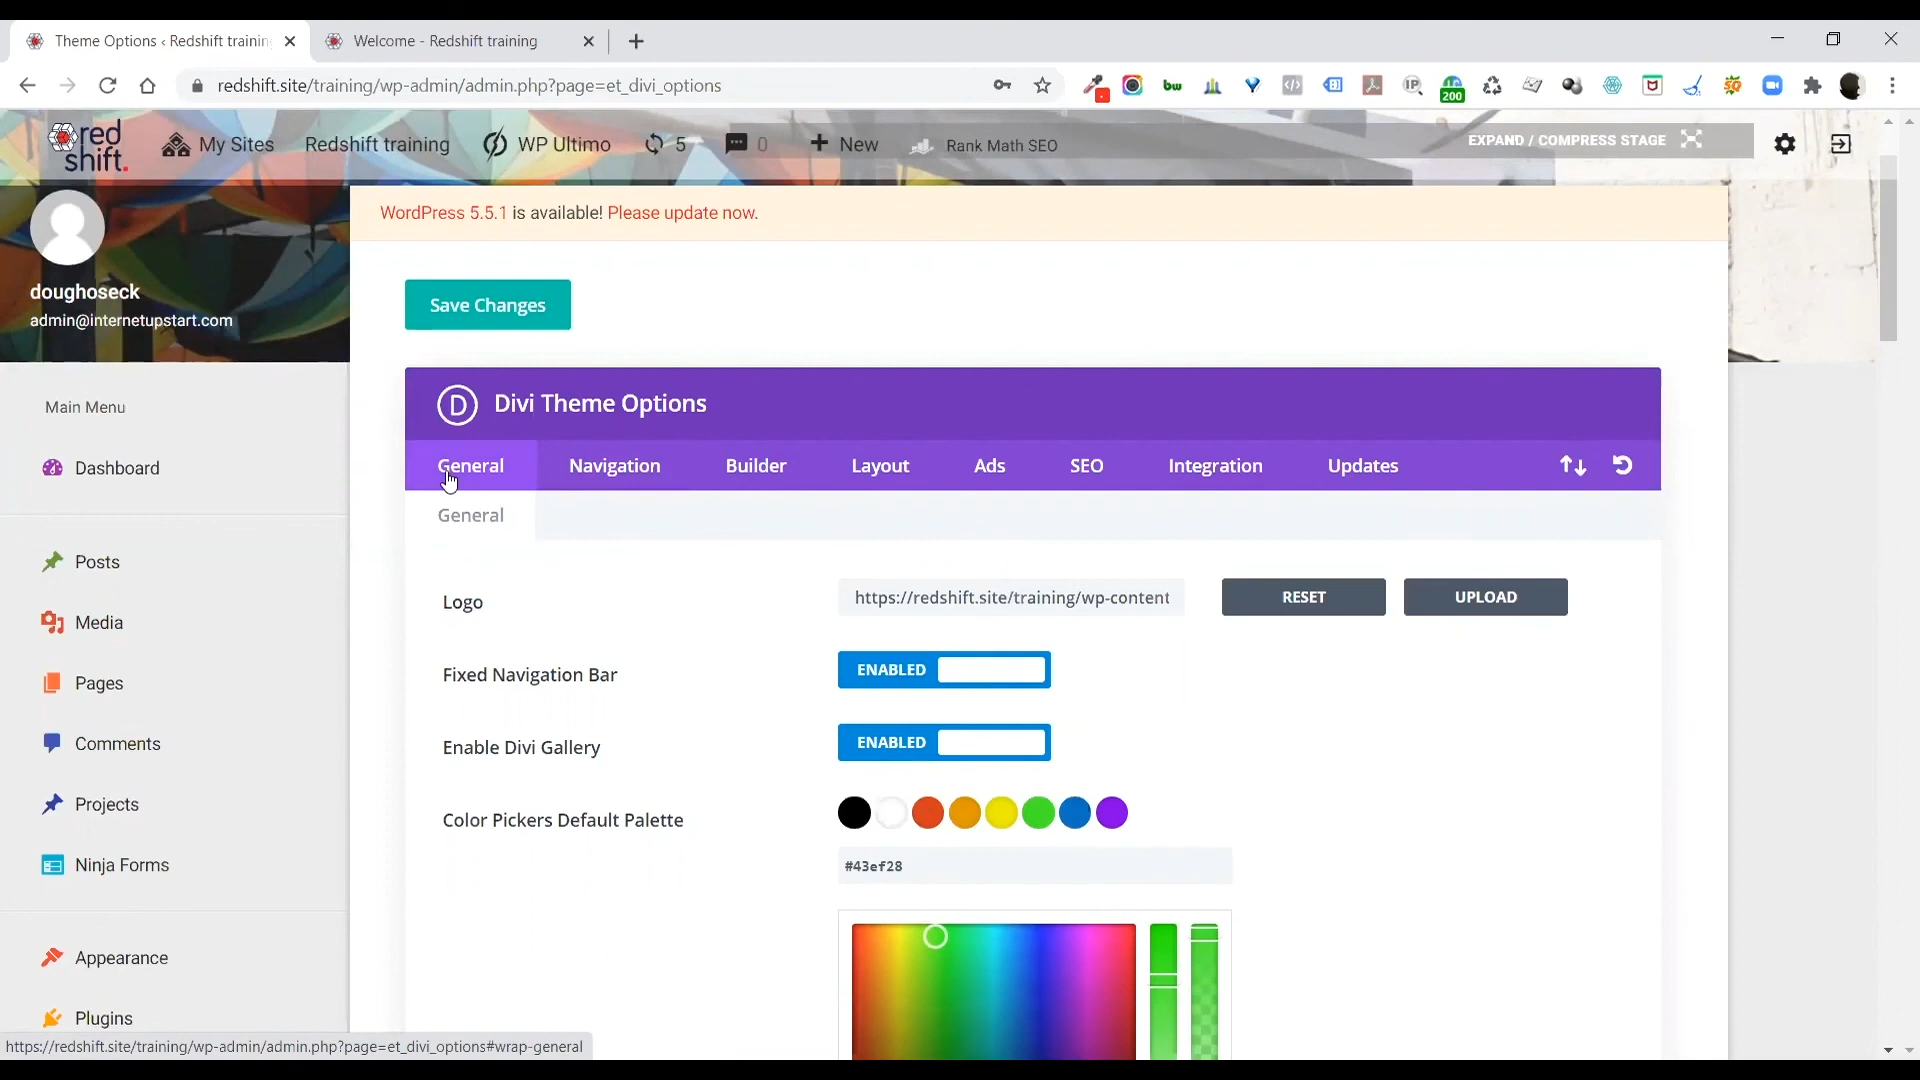 Theme Options ‹ Redshift trainin
Welcome - Redshift training
redshift.site/training/wp-admin/admin.php?page=et_divi_options
bw
IP
200
red
shift.
My Sites
Redshift training
WP Ultimo
5
0
New
Rank Math SEO
EXPAND / COMPRESS STAGE
WordPress 5.5.1 is available! Please update now.
doughoseck
admin@internetupstart.com
Save Changes
Main Menu
Dashboard
Posts
Media
Pages
Comments
Projects
Ninja Forms
Appearance
Plugins
D Divi Theme Options
General
Navigation
Builder
Layout
Ads
SEO
Integration
Updates
General
Logo
https://redshift.site/training/wp-content
RESET
UPLOAD
Fixed Navigation Bar
ENABLED
Enable Divi Gallery
ENABLED
Color Pickers Default Palette
#43ef28
https://redshift.site/training/wp-admin/admin.php?page=et_divi_options#wrap-general